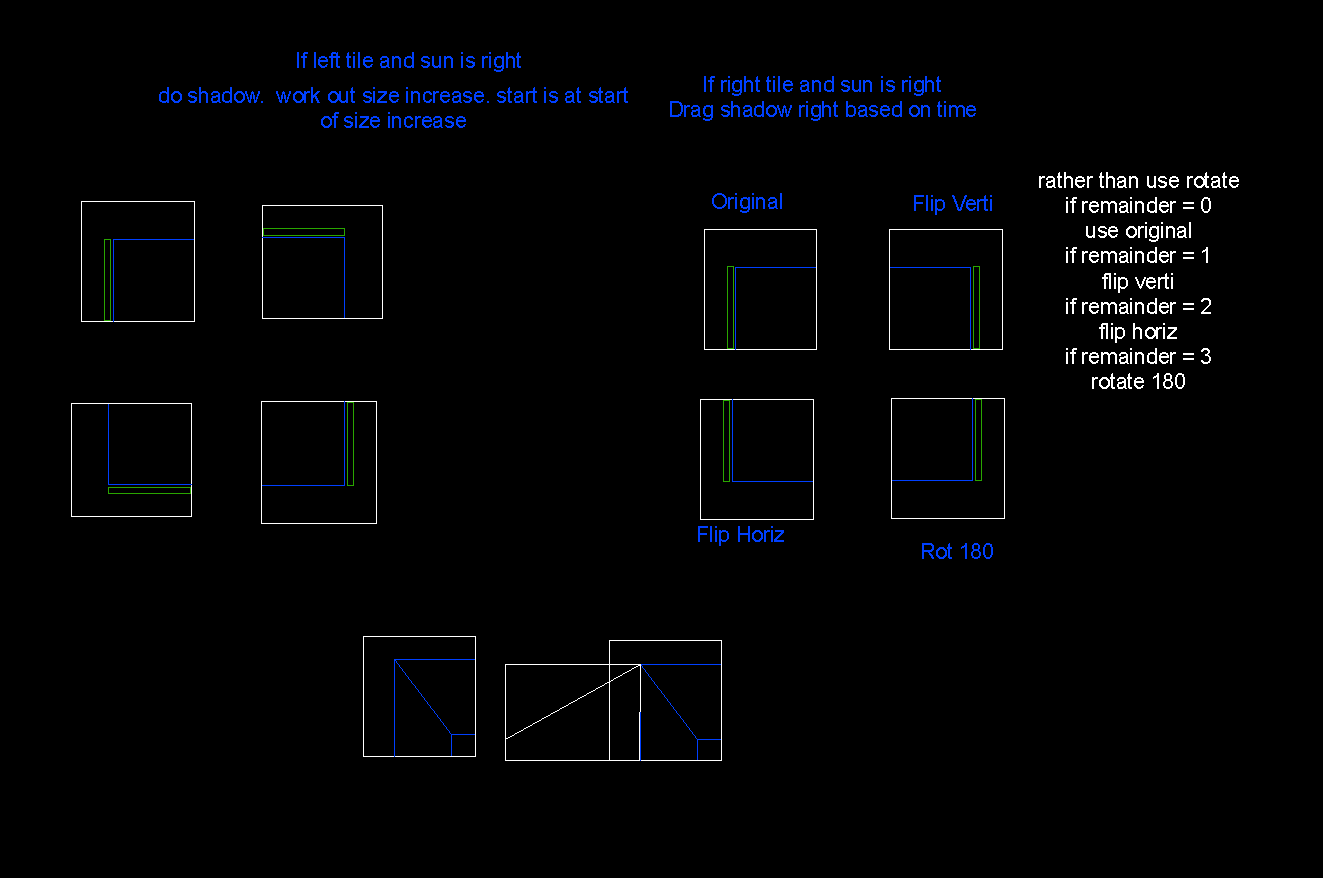 If left tile and sun is right
do shadow.  work out size increase. start is at start
of size increase
If right tile and sun is right
Drag shadow right based on time
Original
Flip Verti
rather than use rotate
if remainder = 0
use original
if remainder = 1
flip verti
if remainder = 2
flip horiz
if remainder = 3
rotate 180
Flip Horiz
Rot 180